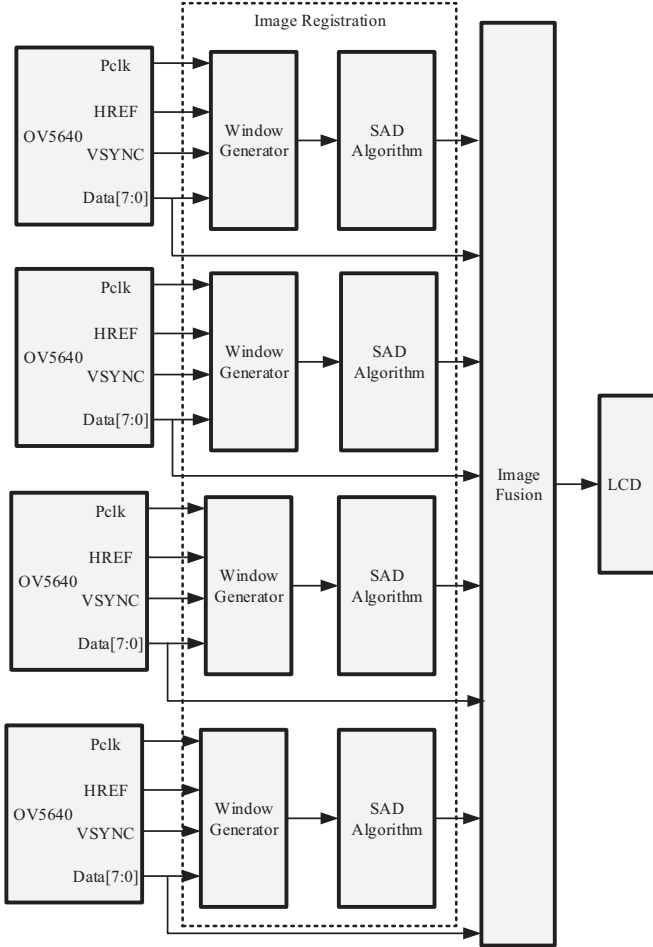 Image Registration
Pclk
HREF
OV5640
VSYNC
Data[7:0]
Window
Generator
SAD
Algorithm
Pclk
HREF
OV5640
VSYNC
Data[7:0]
Window
Generator
SAD
Algorithm
Pclk
HREF
OV5640
VSYNC
Data[7:0]
Window
Generator
SAD
Algorithm
Pclk
HREF
OV5640
VSYNC
Data[7:0]
Window
Generator
SAD
Algorithm
Image
Fusion
LCD